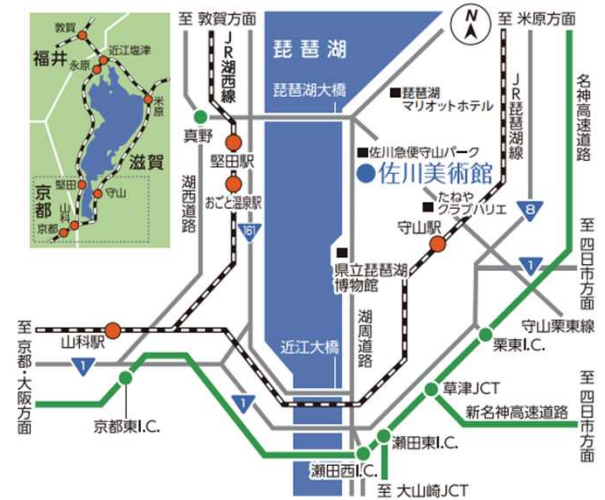 敦賀
福井
近江塩津
永原
米原
滋賀
堅田
守山
京都
山科
京都
至 敦賀方面
JR湖西線
琵琶湖
琵琶湖大橋
N
至 米原方面
JR琵琶湖線
名神高速道路
琵琶湖
マリオットホテル
真野
堅田駅
佐川急便守山パーク
佐川美術館
湖西道路
おごと温泉駅
たねや
クラブハリエ
161
守山駅
8
県立琵琶湖
博物館
1
至 四日市方面
湖周道路
守山栗東線
至 京都・大阪方面
山科駅
近江大橋
栗東I.C.
1
京都東I.C.
1
草津JCT
新名神高速道路
至 四日市方面
瀬田東I.C.
瀬田西I.C.
至 大山崎JCT